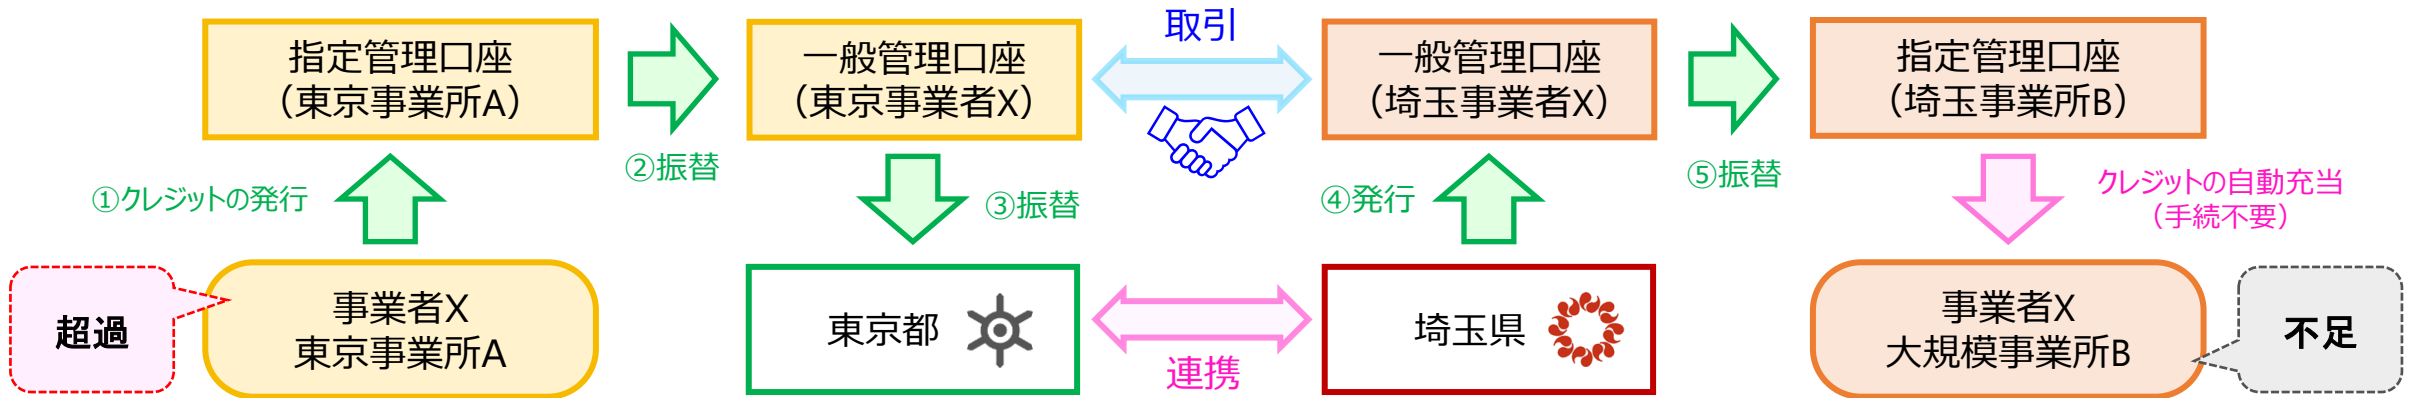 指定管理口座
（東京事業所A）
②振替
一般管理口座
（東京事業者X）
取引
一般管理口座
（埼玉事業者X）
⑤振替
指定管理口座
（埼玉事業所B）
①クレジットの発行
③振替
④発行
クレジットの自動充当
（手続不要）
超過
事業者X
東京事業所A
東京都
連携
埼玉県
事業者X
大規模事業所B
不足